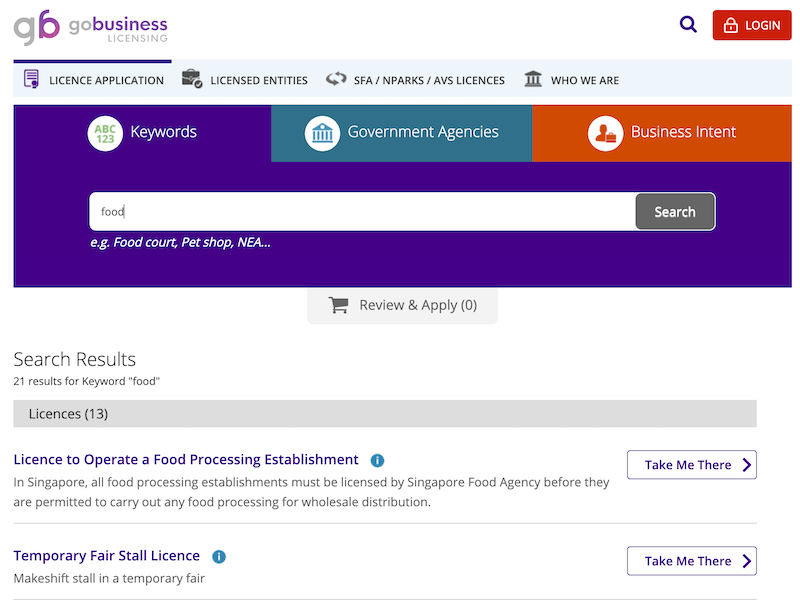 gb gobusiness
LICENSING
LOGIN
LICENCE APPLICATION LICENSED ENTITIES SFA / NPARKS / AVS LICENCES WHO WE ARE
ABC
123
Keywords Government Agencies Business Intent
food
Search
e.g. Food court, Pet shop, NEA...
Review & Apply (0)
Search Results
21 results for Keyword "food"
Licences (13)
Licence to Operate a Food Processing Establishment i
Take Me There
In Singapore, all food processing establishments must be licensed by Singapore Food Agency before they
are permitted to carry out any food processing for wholesale distribution.
Temporary Fair Stall Licence i
Take Me There
Makeshift stall in a temporary fair